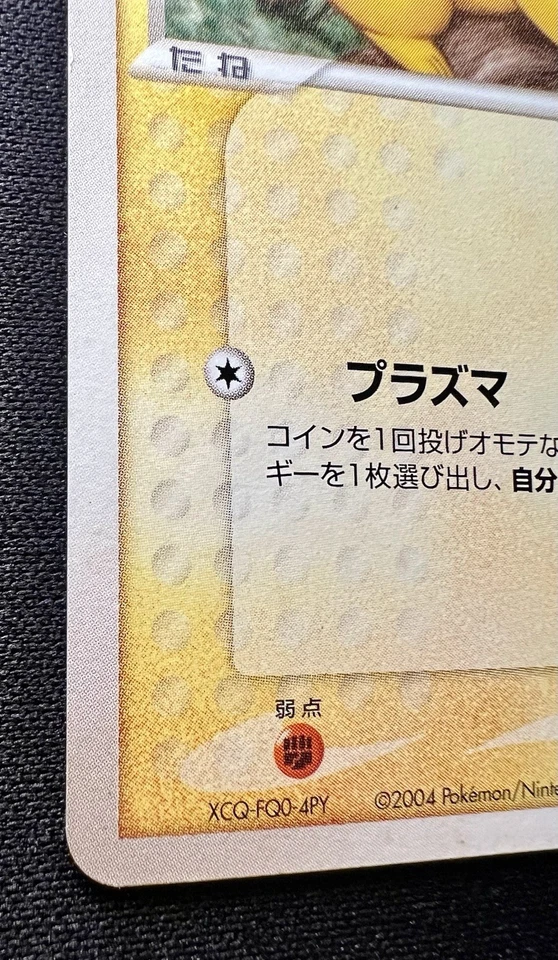 たね
プラズマ
コインを1回投げオモテな
ギーを1枚選び出し、自分
弱点
XCQ-FQ0-4PY ©2004 Pokémon/Ninte